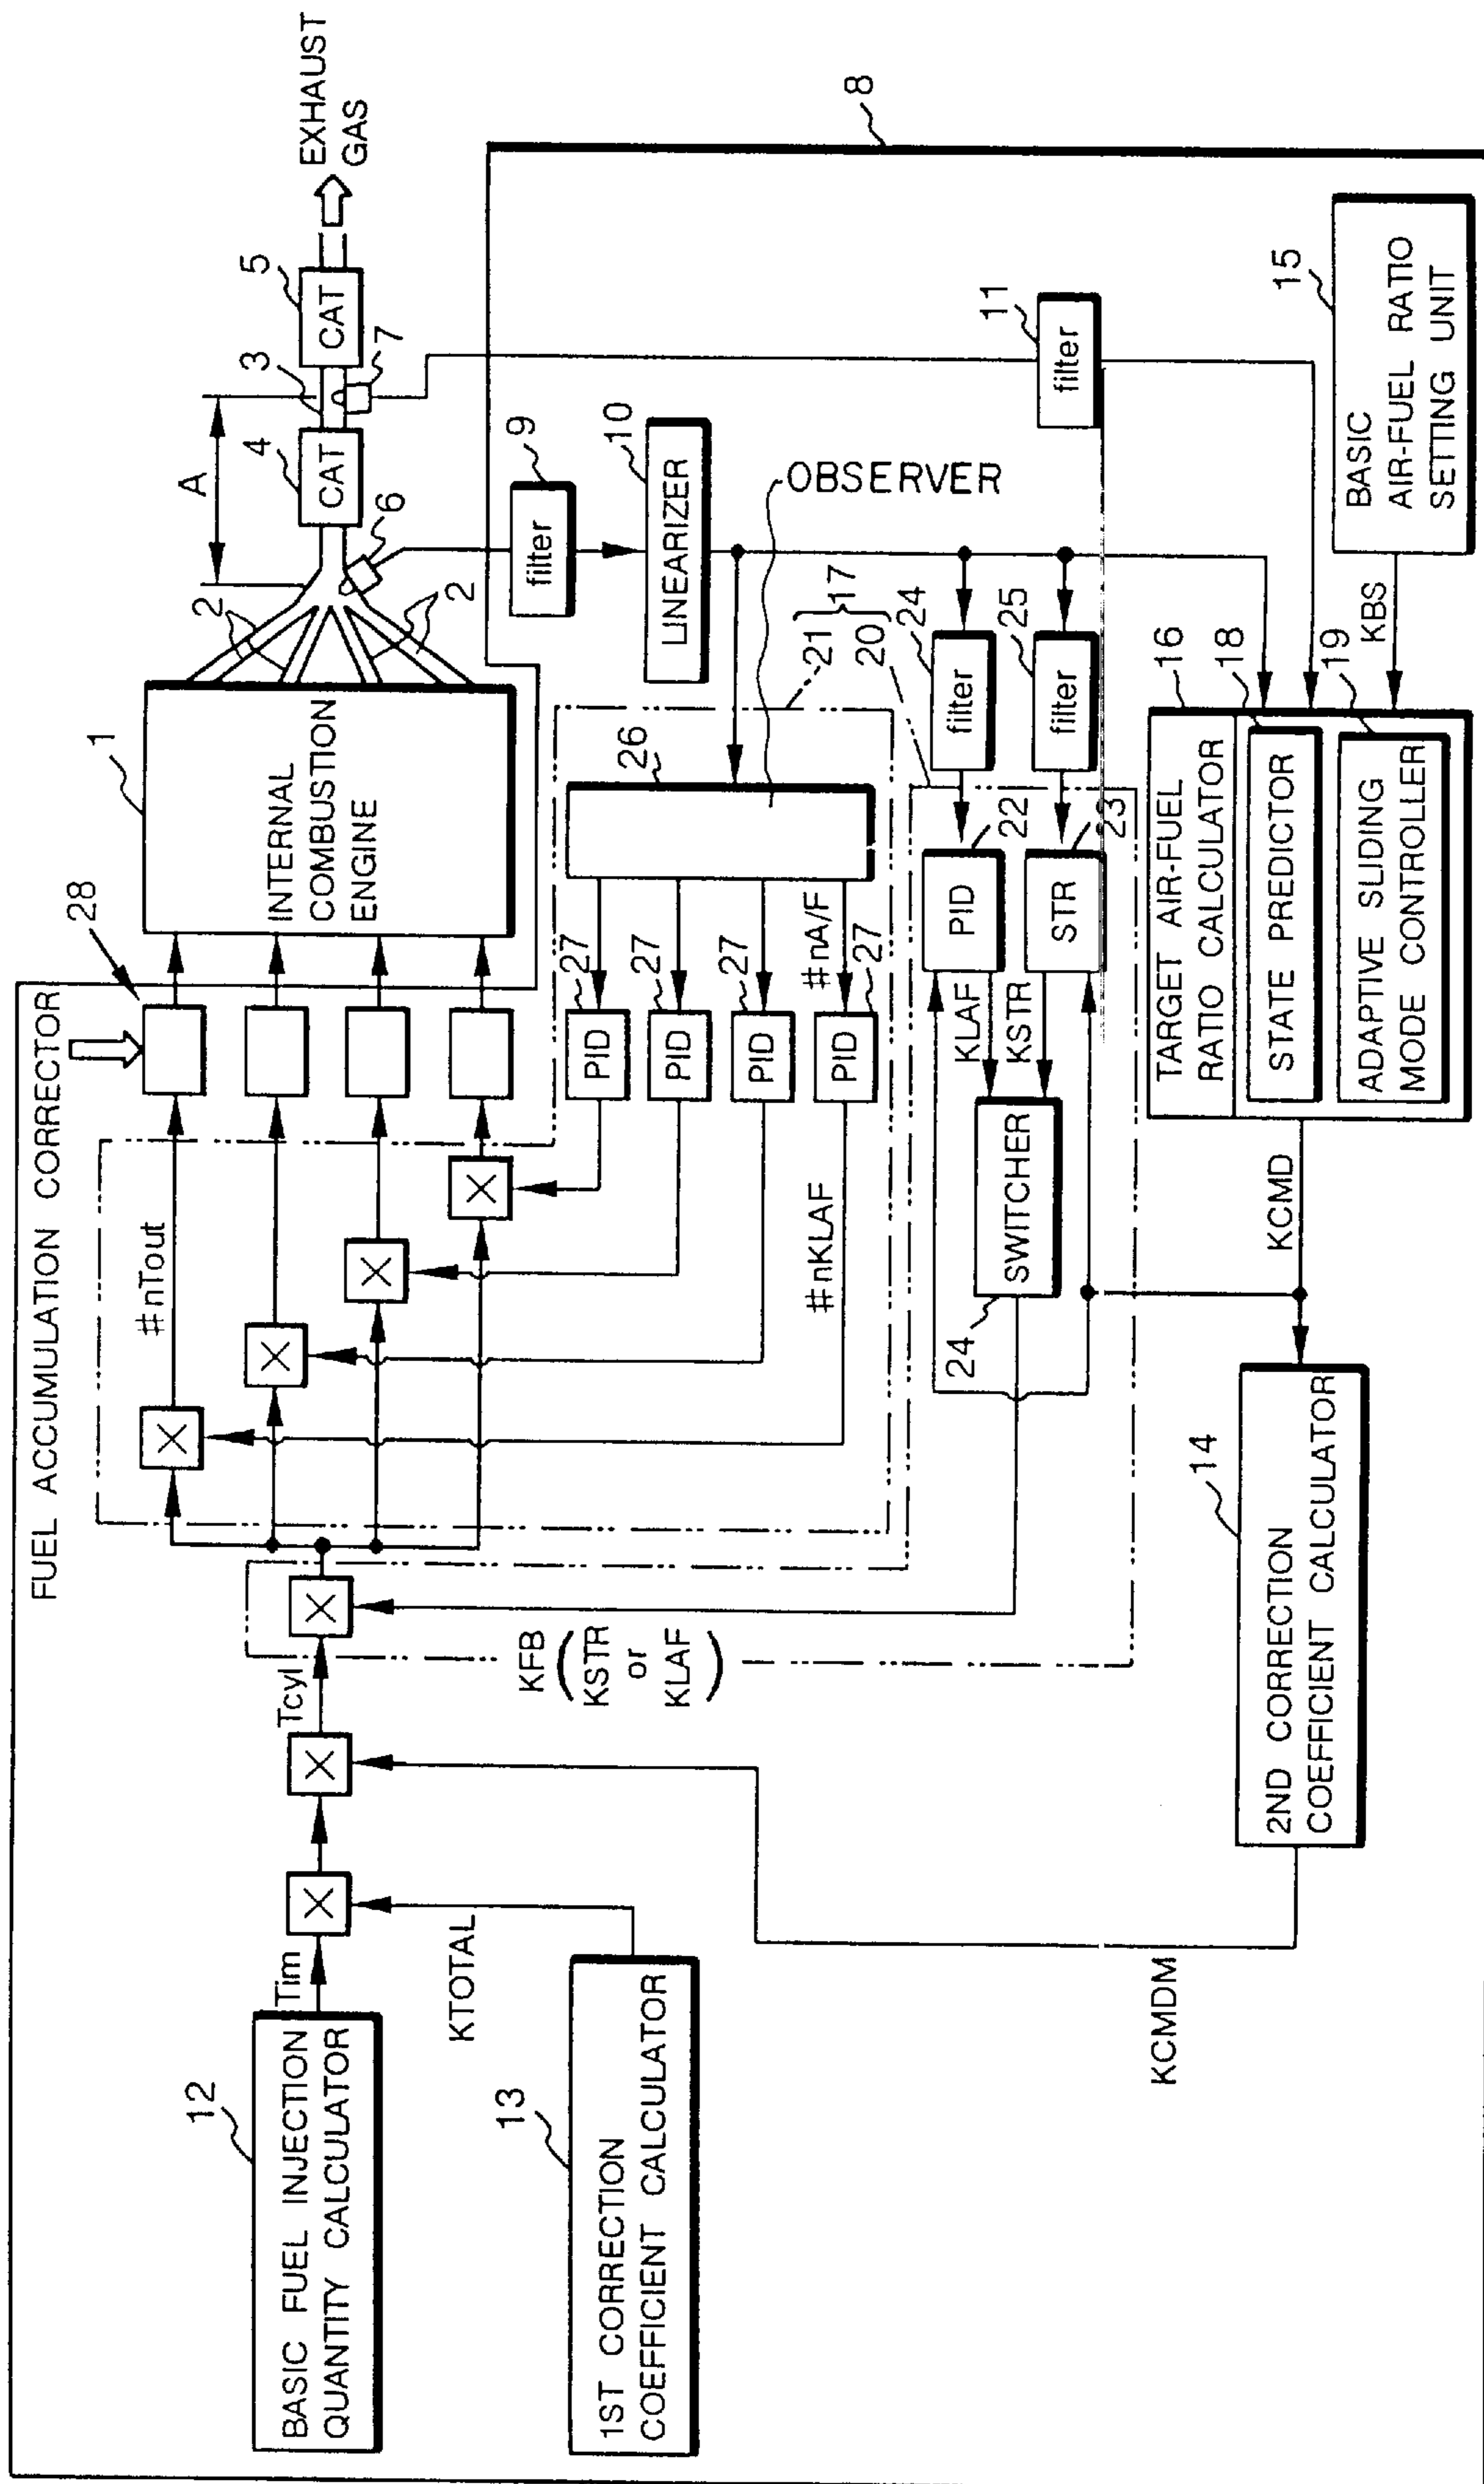 FUEL ACCUMULATION CORRECTOR
28
1
INTERNAL
COMBUSTION
ENGINE
2
2
A
4
CAT
3
5
CAT
EXHAUST
GAS
6
7
8
#nTout
12
BASIC FUEL INJECTION
QUANTITY CALCULATOR
Tim
Tcyl
×
×
×
×
×
×
×
KTOTAL
13
1ST CORRECTION
COEFFICIENT CALCULATOR
KFB
(KSTR
or
KLAF)
9
filter
10
LINEARIZER
OBSERVER
26
27
PID
27
PID
27
PID
27
PID
#nA/F
#nKLAF
21
20
17
24
filter
25
filter
11
filter
22
PID
23
STR
KLAF
KSTR
SWITCHER
24
KCMDM
14
2ND CORRECTION
COEFFICIENT CALCULATOR
KCMD
16
TARGET AIR-FUEL
RATIO CALCULATOR
18
STATE PREDICTOR
19
ADAPTIVE SLIDING
MODE CONTROLLER
KBS
15
BASIC
AIR-FUEL RATIO
SETTING UNIT